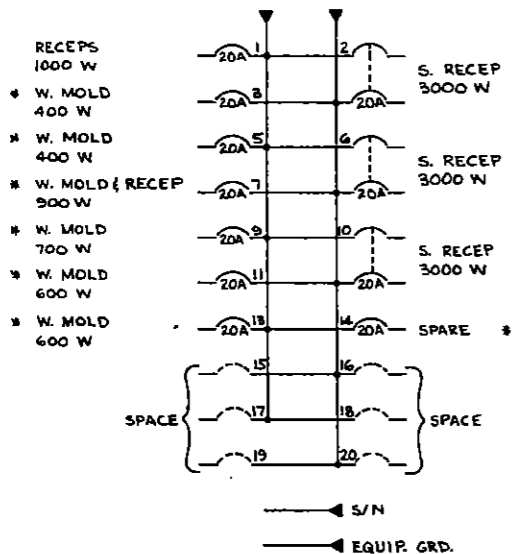 RECEPS
1000 W
20A 1 2
S. RECEP
3000 W
* W. MOLD
400 W
20A 3 20A
* W. MOLD
400 W
20A 5 6
S. RECEP
3000 W
* W. MOLD & RECEP
900 W
20A 7 20A
* W. MOLD
700 W
20A 9 10
S. RECEP
3000 W
* W. MOLD
600 W
20A 11 20A
* W. MOLD
600 W
20A 13 14 20A SPARE *
15 16
SPACE 17 18 SPACE
19 20
S/N
EQUIP. GRD.